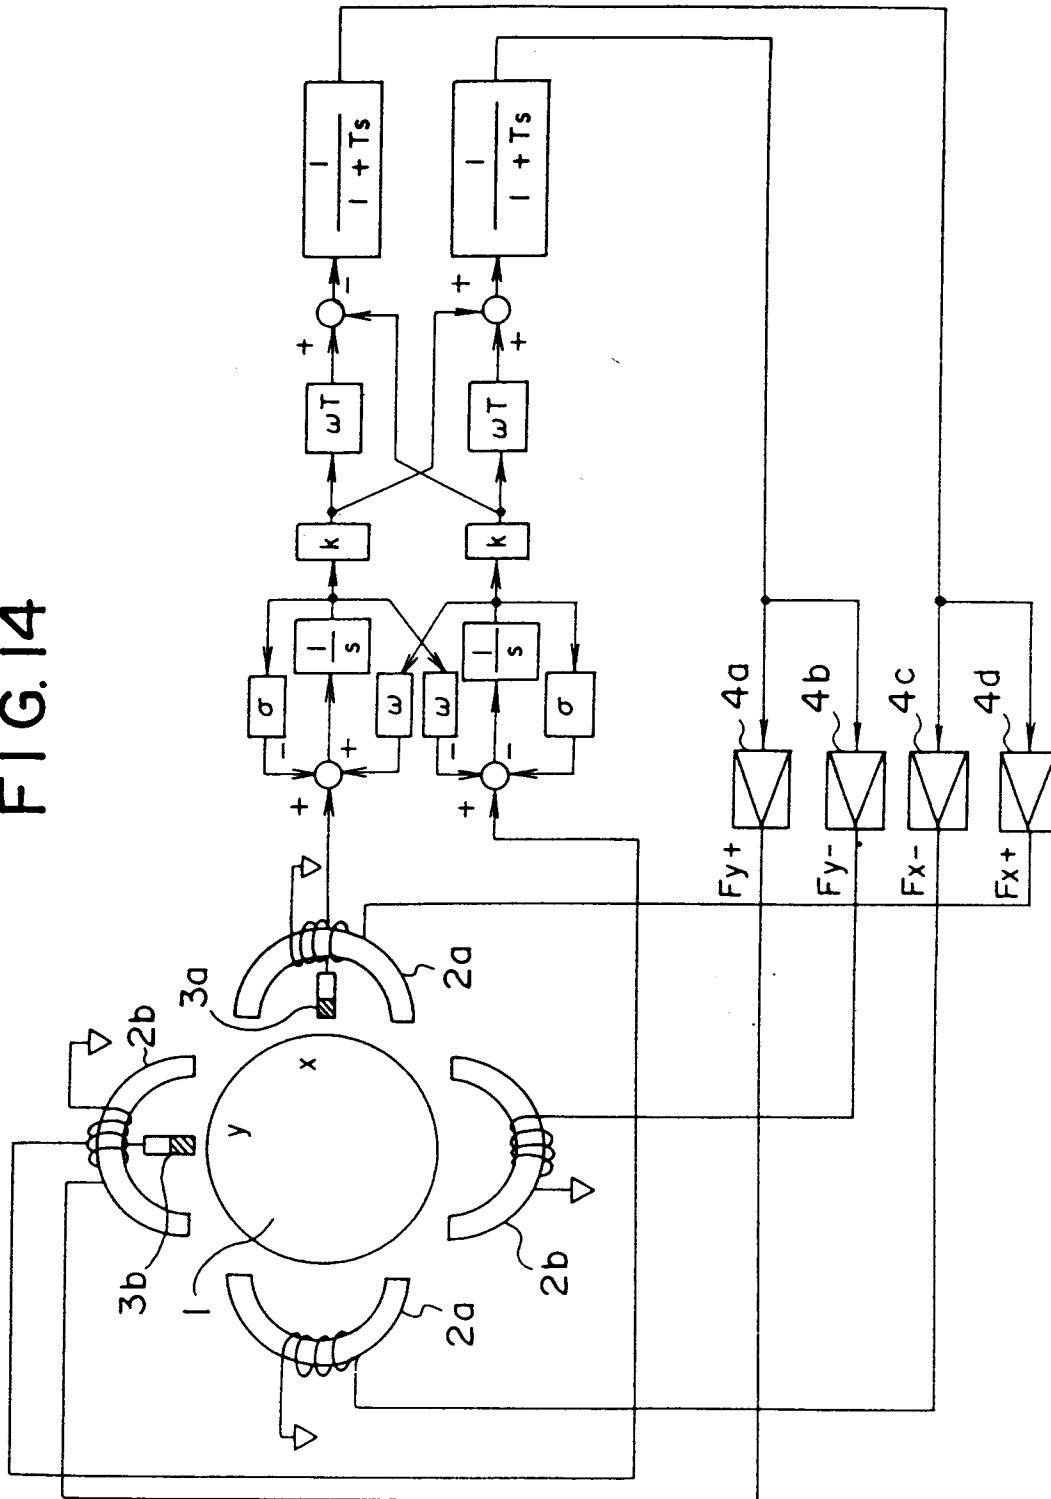 FIG. 14
1
1 + Ts
1
1 + Ts
-
+
+
+
ωT
ωT
k
k
σ
1
s
ω
ω
1
s
σ
-
+
-
-
+
+
3a
2a
2b
3b
1
x
y
2a
2b
4a
4b
4c
4d
Fy+
Fy-
Fx-
Fx+